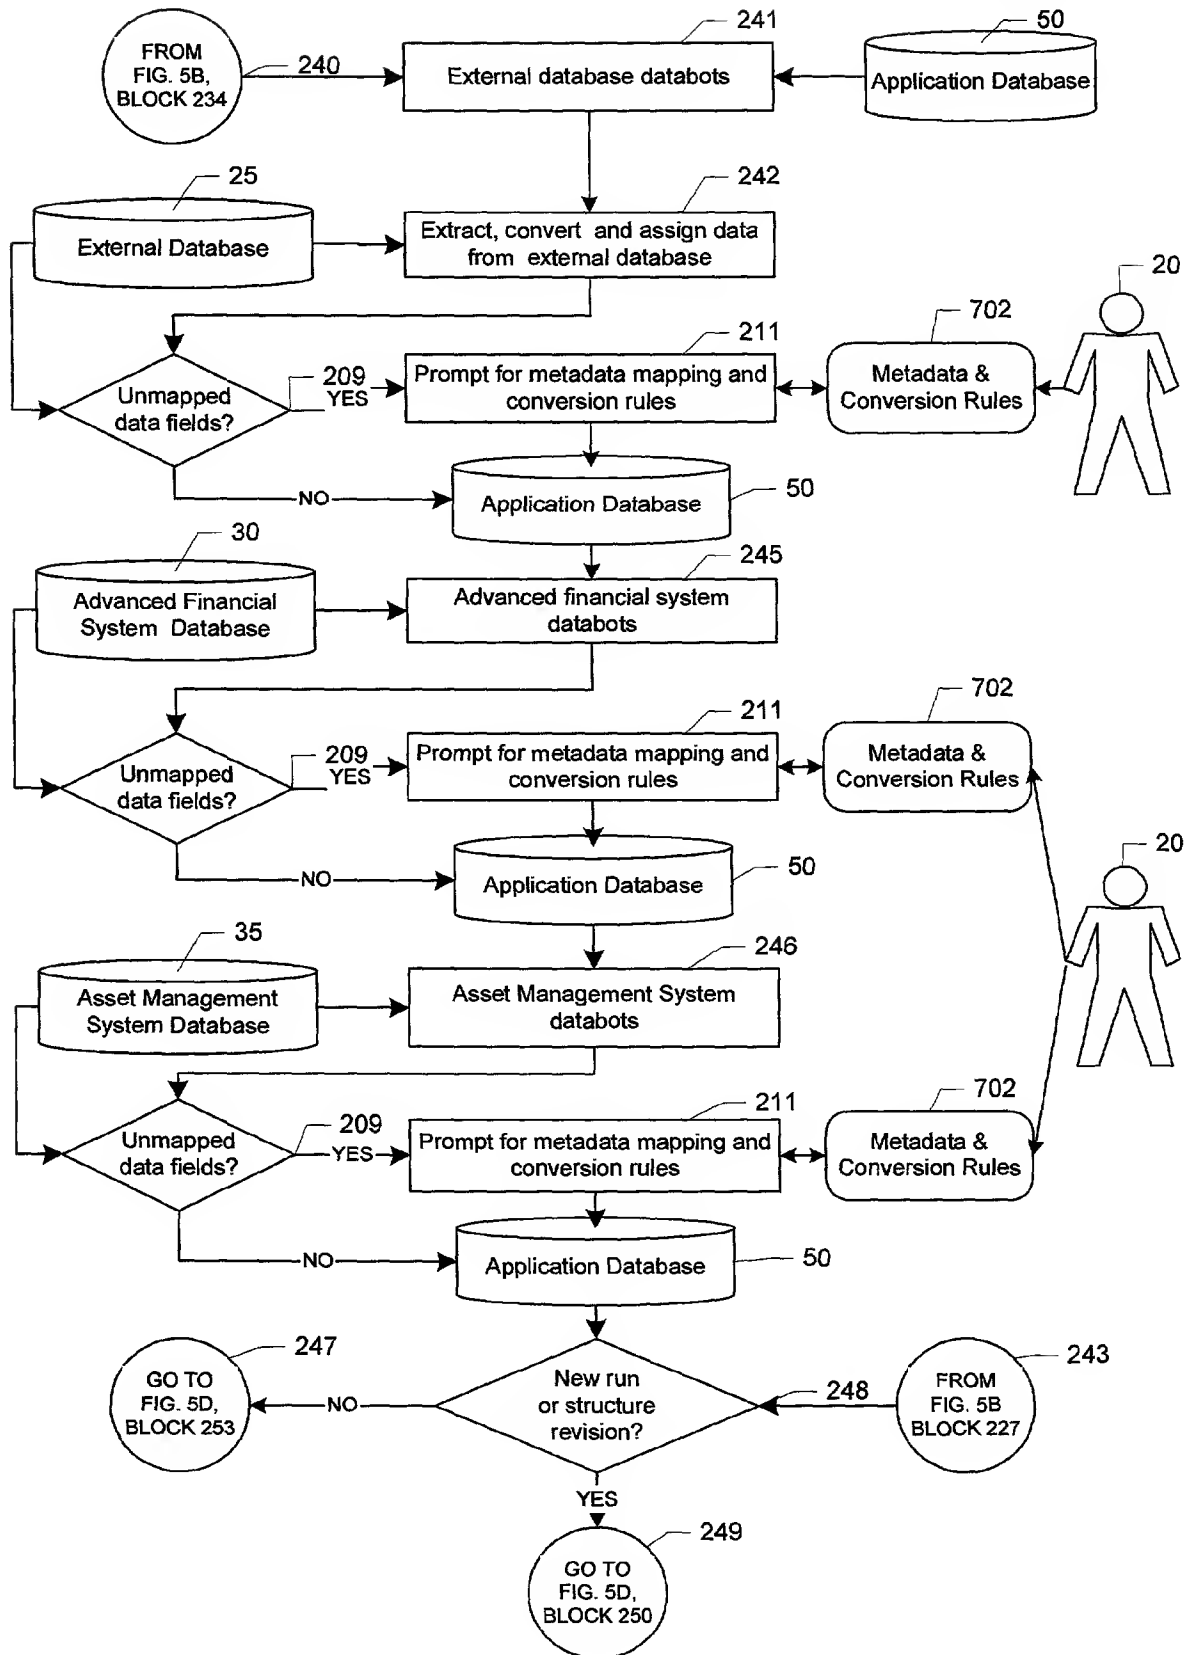 241
50
FROM
FIG. 5B,
BLOCK 234
240
External database databots
Application Database
25
242
External Database
Extract, convert and assign data
from external database
20
211
702
Unmapped
data fields?
209
YES
Prompt for metadata mapping and
conversion rules
Metadata &
Conversion Rules
NO
Application Database
50
30
245
Advanced Financial
System Database
Advanced financial system
databots
211
702
Unmapped
data fields?
209
YES
Prompt for metadata mapping and
conversion rules
Metadata &
Conversion Rules
20
NO
Application Database
50
35
246
Asset Management
System Database
Asset Management System
databots
211
702
Unmapped
data fields?
209
YES
Prompt for metadata mapping and
conversion rules
Metadata &
Conversion Rules
NO
Application Database
50
247
243
GO TO
FIG. 5D,
BLOCK 253
NO
New run
or structure
revision?
248
FROM
FIG. 5B
BLOCK 227
YES
249
GO TO
FIG. 5D,
BLOCK 250